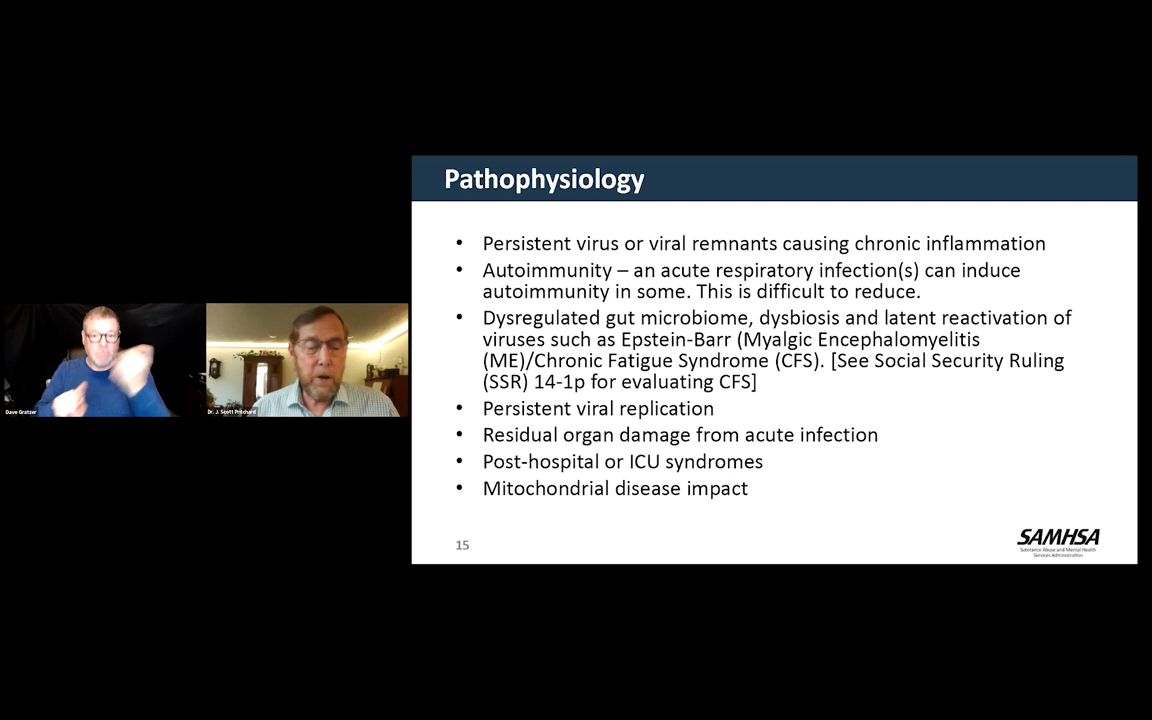 Pathophysiology
• Persistent virus or viral remnants causing chronic inflammation
• Autoimmunity – an acute respiratory infection(s) can induce
autoimmunity in some. This is difficult to reduce.
• Dysregulated gut microbiome, dysbiosis and latent reactivation of
viruses such as Epstein-Barr (Myalgic Encephalomyelitis
(ME)/Chronic Fatigue Syndrome (CFS). [See Social Security Ruling
(SSR) 14-1p for evaluating CFS]
• Persistent viral replication
• Residual organ damage from acute infection
• Post-hospital or ICU syndromes
• Mitochondrial disease impact
15
SAMHSA
Substance Abuse and Mental Health
Services Administration
Dave Gratzer
Dr. J. Scott Pritchard